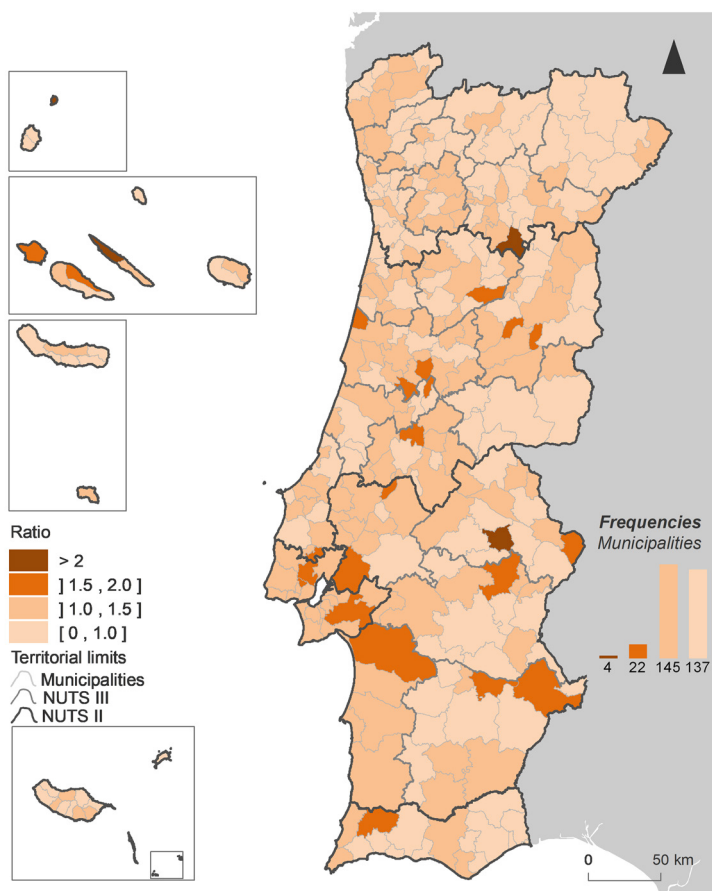 Ratio
> 2
] 1.5 , 2.0 ]
] 1.0 , 1.5 ]
[ 0 , 1.0 ]
Territorial limits
Municipalities
NUTS III
NUTS II
Frequencies
Municipalities
4 22 145 137
0 50 km